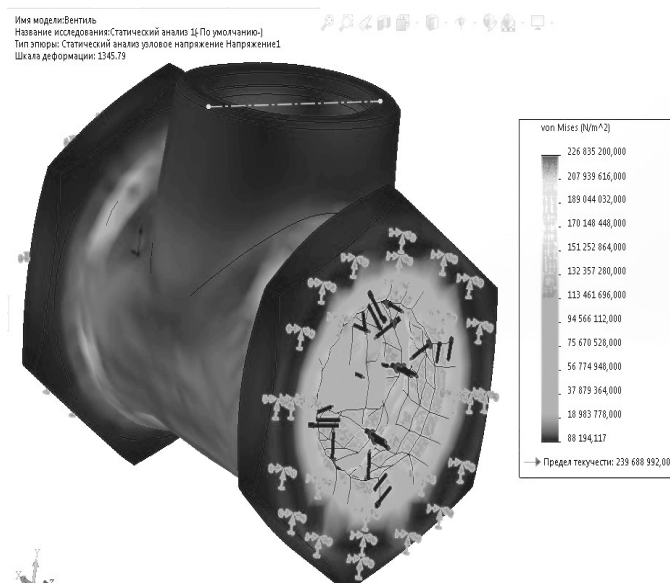 Имя модели:Вентиль
Название исследования:Статический анализ 1(-По умолчанию-)
Тип эпюры: Статический анализ узловое напряжение Напряжение1
Шкала деформации: 1345.79
von Mises (N/m^2)
226 835 200,000
207 939 616,000
189 044 032,000
170 148 448,000
151 252 864,000
132 357 280,000
113 461 696,000
94 566 112,000
75 670 528,000
56 774 948,000
37 879 364,000
18 983 778,000
88 194,117
Предел текучести: 239 688 992,00
Y
X
Z